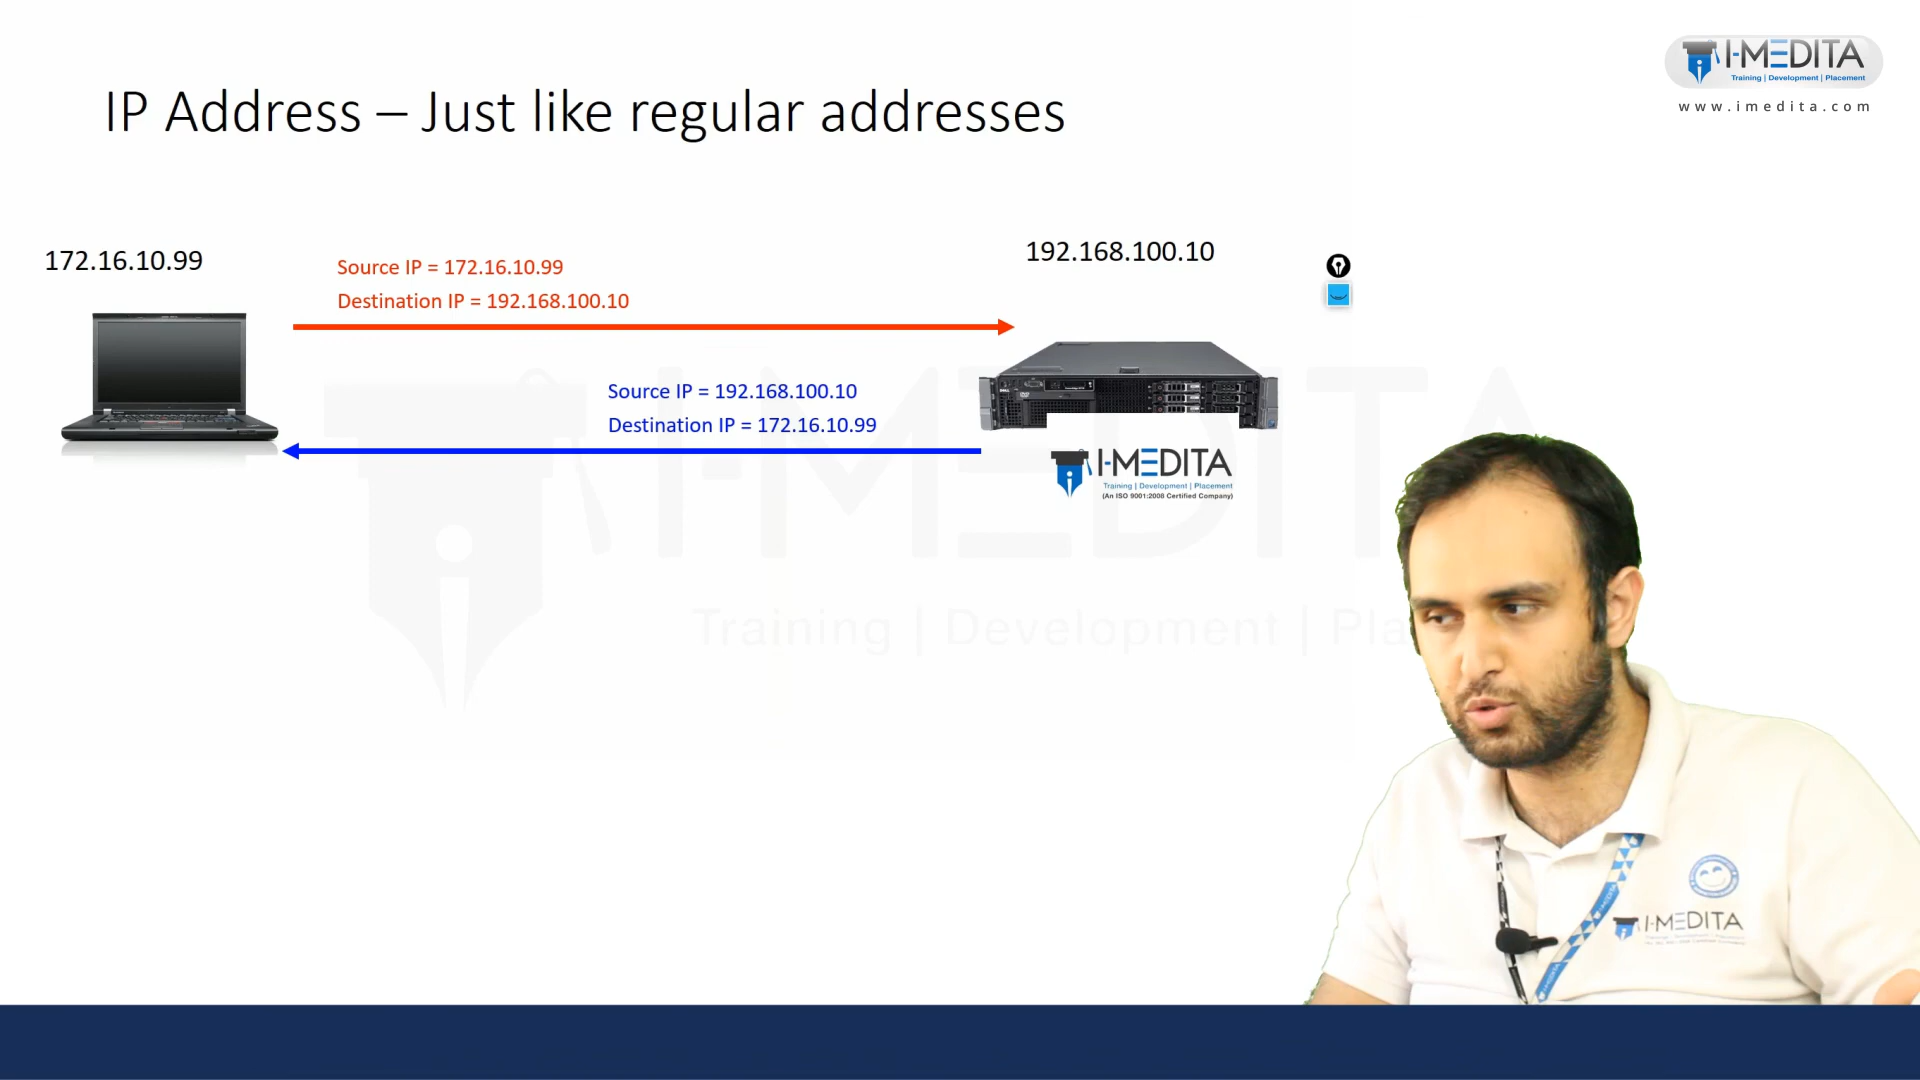 I-MEDITA
Training | Development | Placement
www.imedita.com
IP Address – Just like regular addresses
172.16.10.99
Source IP = 172.16.10.99
Destination IP = 192.168.100.10
192.168.100.10
Source IP = 192.168.100.10
Destination IP = 172.16.10.99
I-MEDITA
Training | Development | Placement
(An ISO 9001:2008 Certified Company)
I-MEDITA
Training | Development | Pla
I-MEDITA